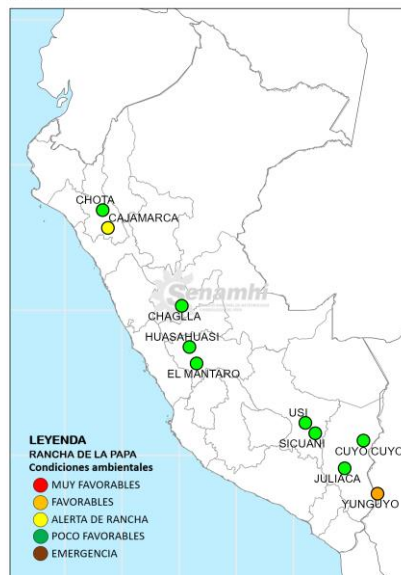 CHOTA
CAJAMARCA
Senamhi
CHAGLLA
HUASAHUASI
EL MANTARO
USI
SICUANI
CUYO CUYO
JULIACA
YUNGUYO
LEYENDA
RANCHA DE LA PAPA
Condiciones ambientales
MUY FAVORABLES
FAVORABLES
ALERTA DE RANCHA
POCO FAVORABLES
EMERGENCIA